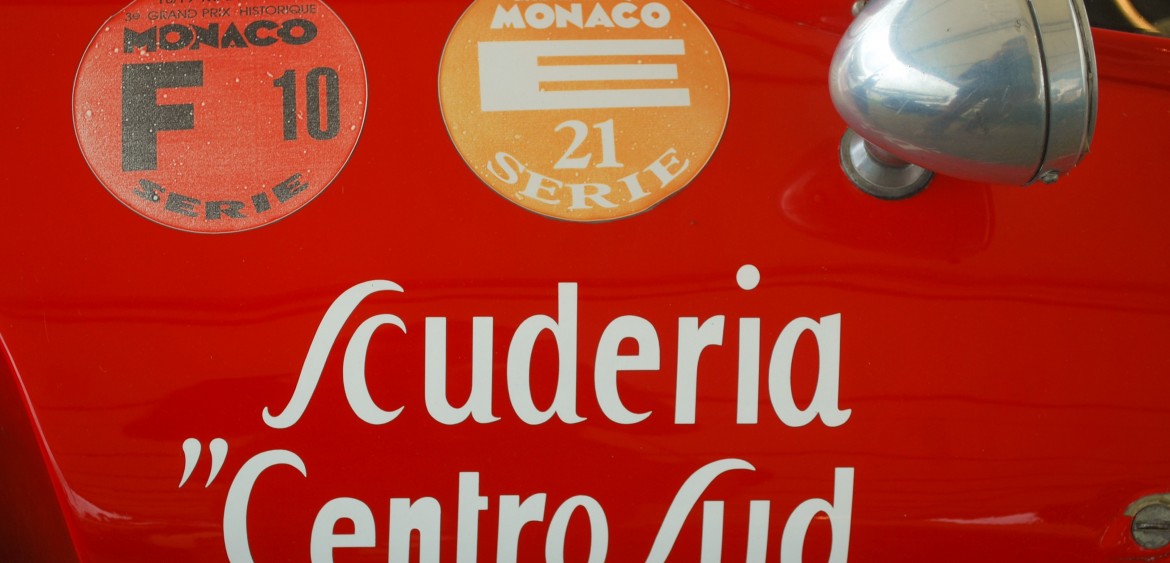 3e GRAND PRIX HISTORIQUE
MONACO
F 10
SERIE
MONACO
E
21
SERIE
Scuderia
"Centro Sud